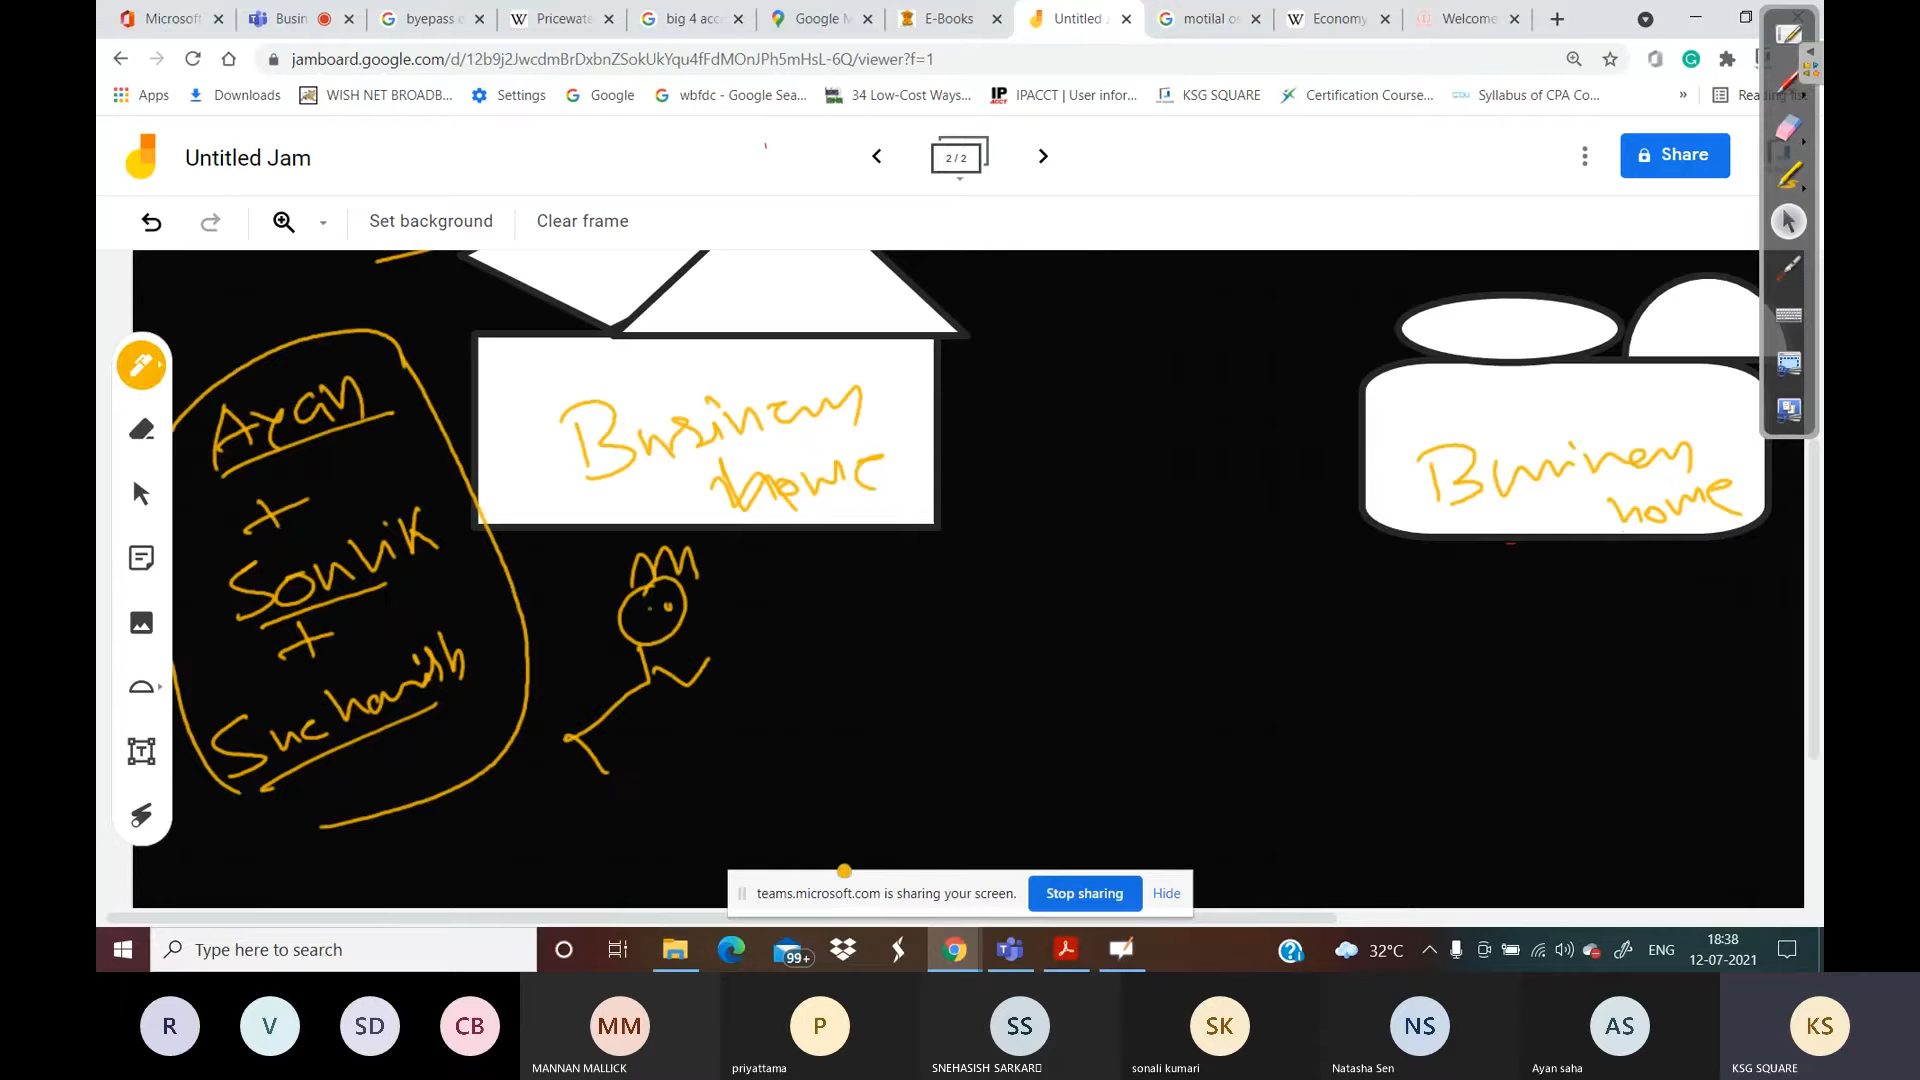 Microsoft
Busin
byepass
Pricewate
big 4 acc
Google M
E-Books
Untitled J
motilal os
Economy
Welcome
jamboard.google.com/d/12b9j2JwcdmBrDxbnZSokUkYqu4fFdMOnJPh5mHsL-6Q/viewer?f=1
Apps
Downloads
WISH NET BROADB...
Settings
Google
wbfdc - Google Sea...
34 Low-Cost Ways...
IPACCT | User infor...
KSG SQUARE
Certification Course...
Syllabus of CPA Co...
»
Reading list
Untitled Jam
2 / 2
Share
Set background
Clear frame
Ayan
+
Souvik
+
Suchanish
Business
home
Business
home
teams.microsoft.com is sharing your screen.
Stop sharing
Hide
Type here to search
99+
32°C
ENG
18:38
12-07-2021
R
V
SD
CB
MM
P
SS
SK
NS
AS
KS
MANNAN MALLICK
priyattama
SNEHASISH SARKAR
sonali kumari
Natasha Sen
Ayan saha
KSG SQUARE